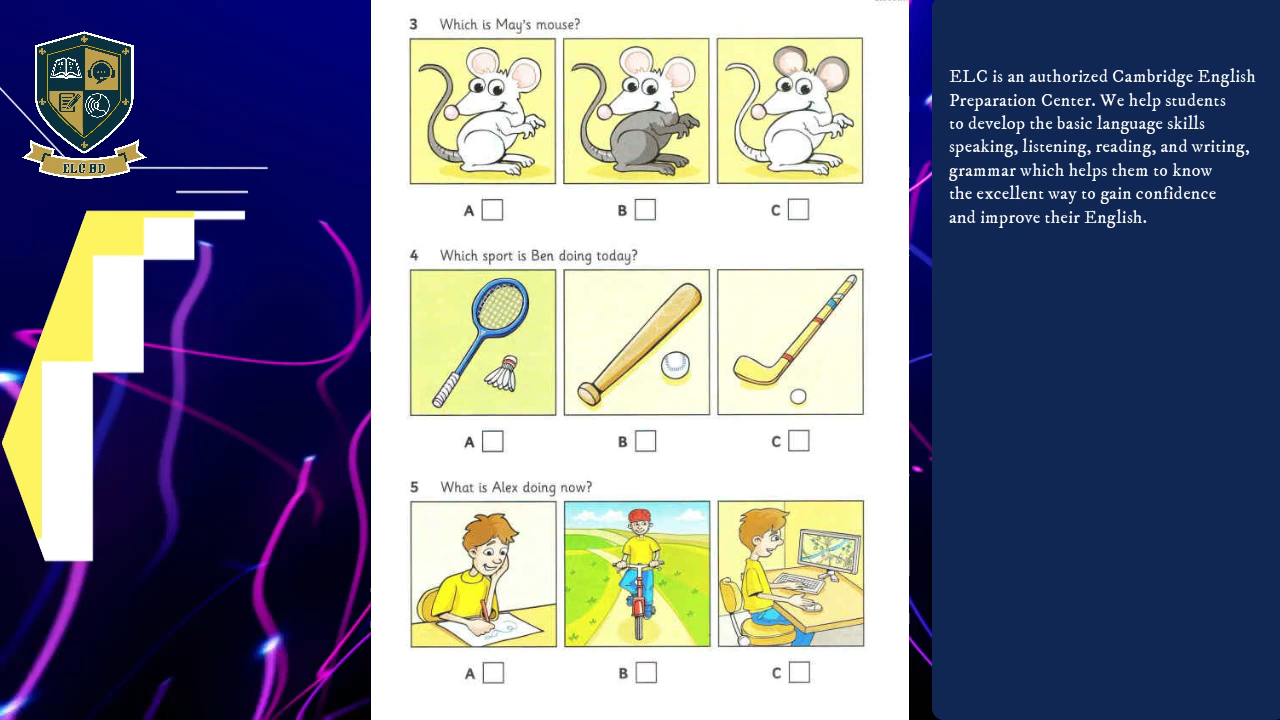 ELC BD
3 Which is May's mouse?
A B C
4 Which sport is Ben doing today?
A B C
5 What is Alex doing now?
A B C
ELC is an authorized Cambridge English
Preparation Center. We help students
to develop the basic language skills
speaking, listening, reading, and writing,
grammar which helps them to know
the excellent way to gain confidence
and improve their English.